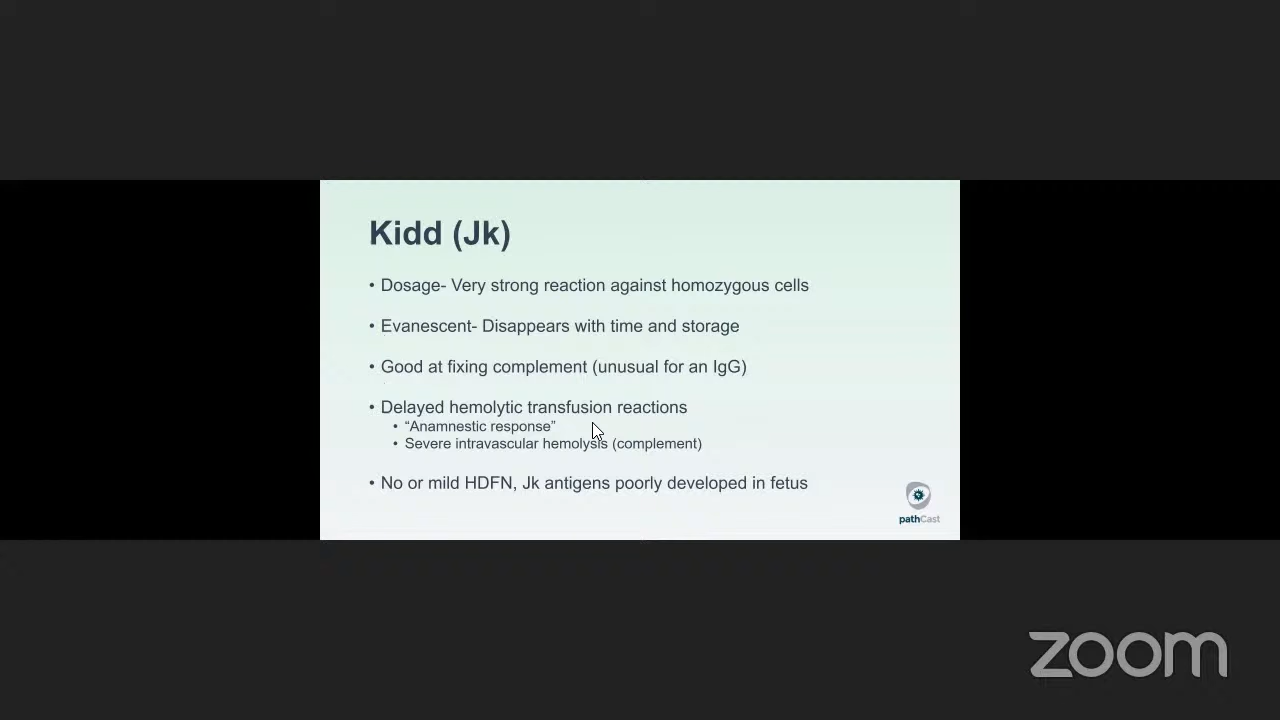 Kidd (Jk)
• Dosage- Very strong reaction against homozygous cells
• Evanescent- Disappears with time and storage
• Good at fixing complement (unusual for an IgG)
• Delayed hemolytic transfusion reactions
• “Anamnestic response”
• Severe intravascular hemolysis (complement)
• No or mild HDFN, Jk antigens poorly developed in fetus
pathCast
zoom